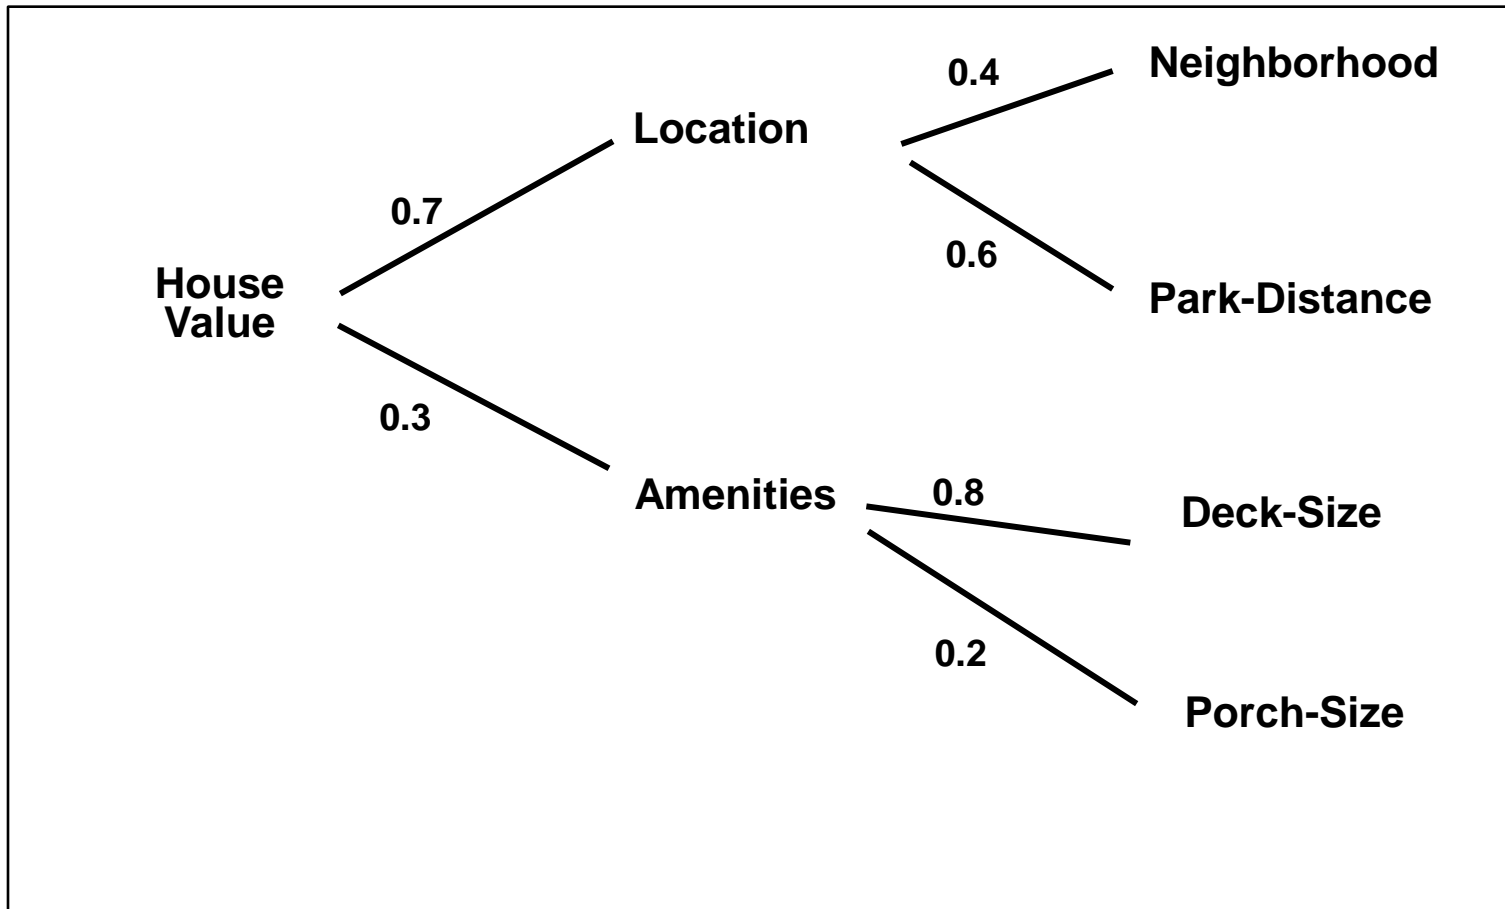 Neighborhood
0.4
Location
0.7
0.6
House
Value
Park-Distance
0.3
Amenities
0.8
Deck-Size
0.2
Porch-Size